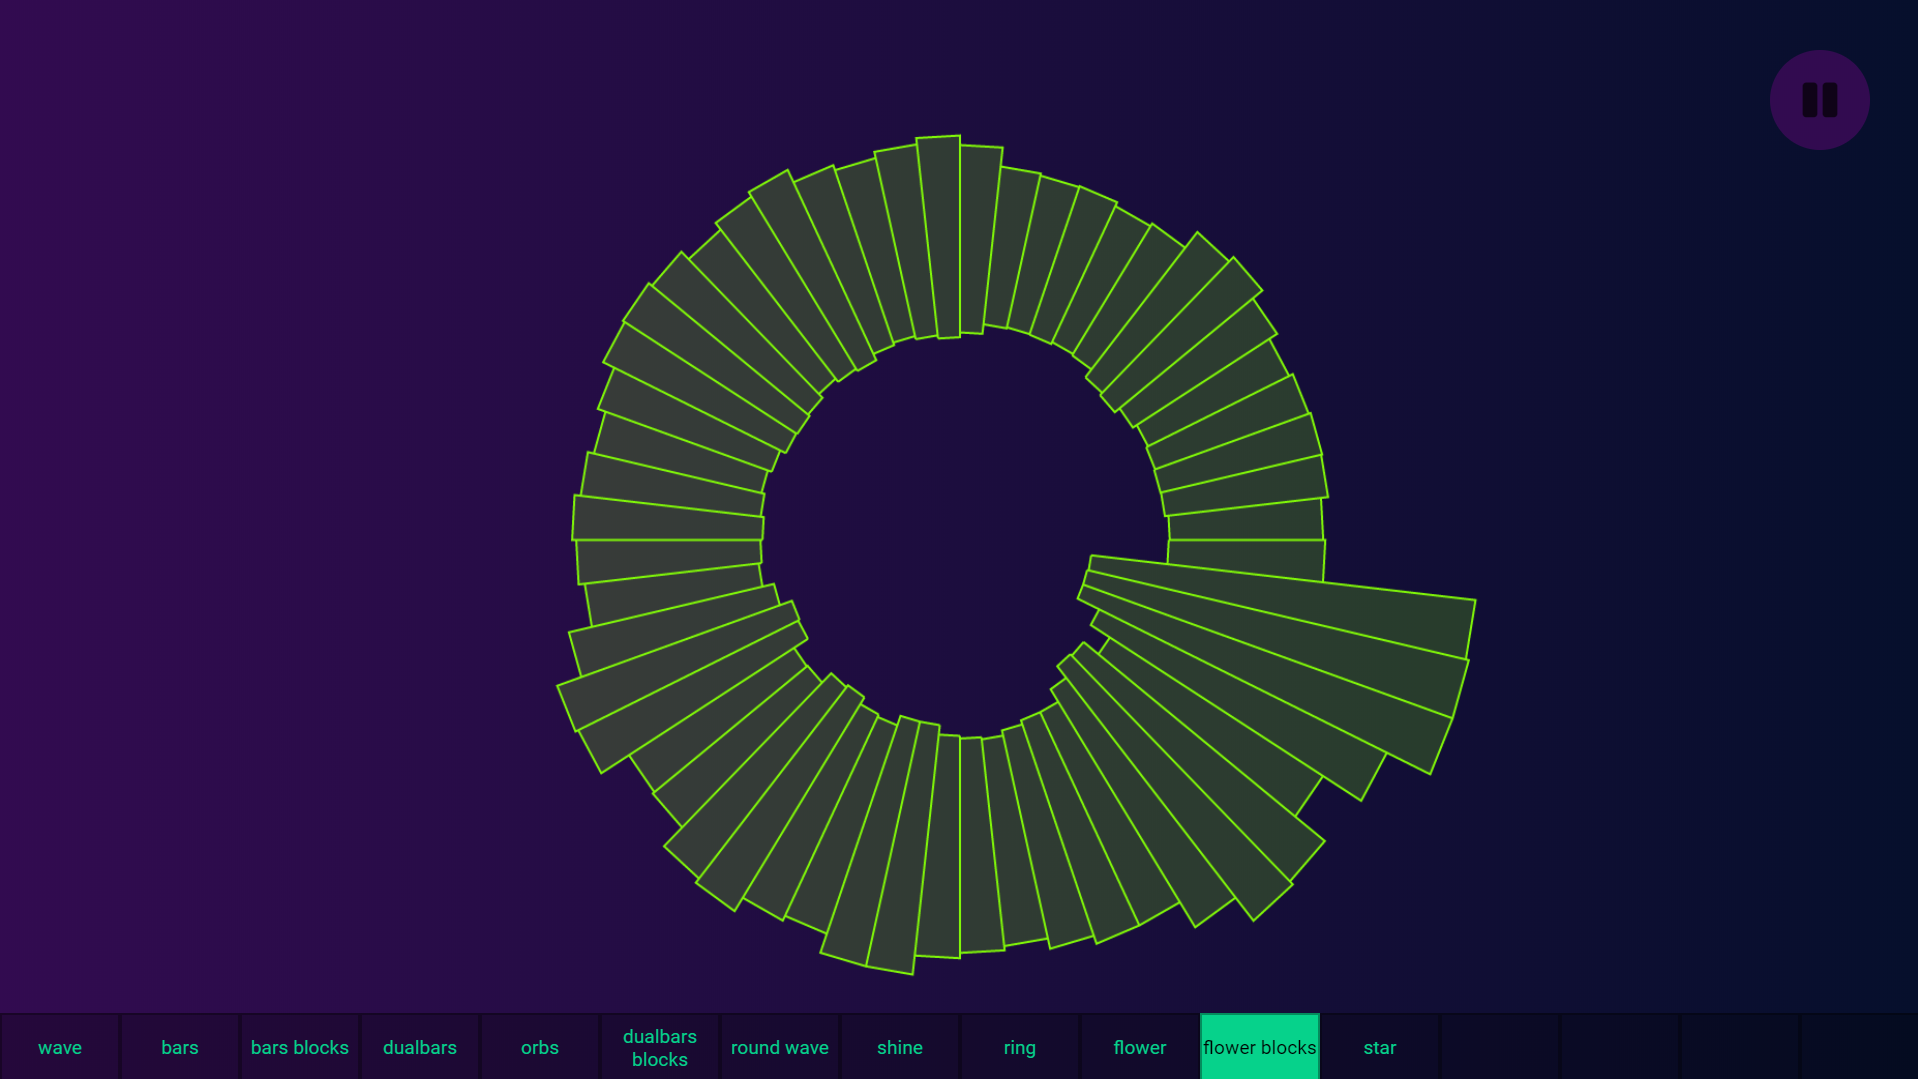 wave
bars
bars blocks
dualbars
orbs
dualbars
blocks
round wave
shine
ring
flower
flower blocks
star